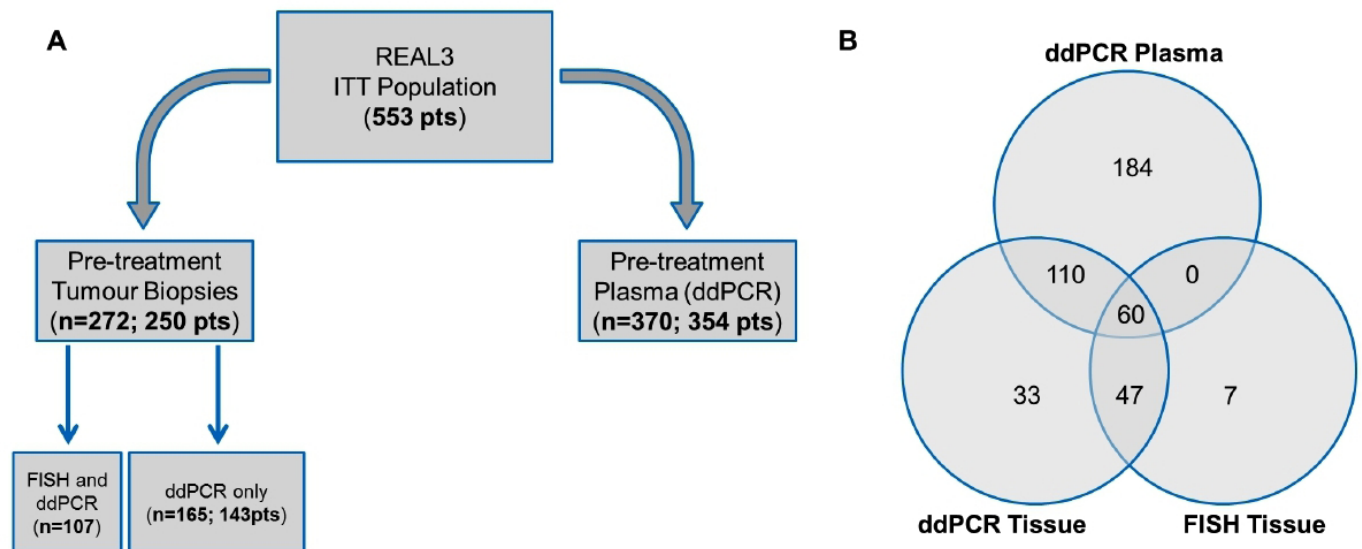 A
REAL3
ITT Population
(553 pts)
Pre-treatment
Tumour Biopsies
(n=272; 250 pts)
Pre-treatment
Plasma (ddPCR)
(n=370; 354 pts)
FISH and
ddPCR
(n=107)
ddPCR only
(n=165; 143pts)
B
ddPCR Plasma
184
110
0
60
33
47
7
ddPCR Tissue
FISH Tissue